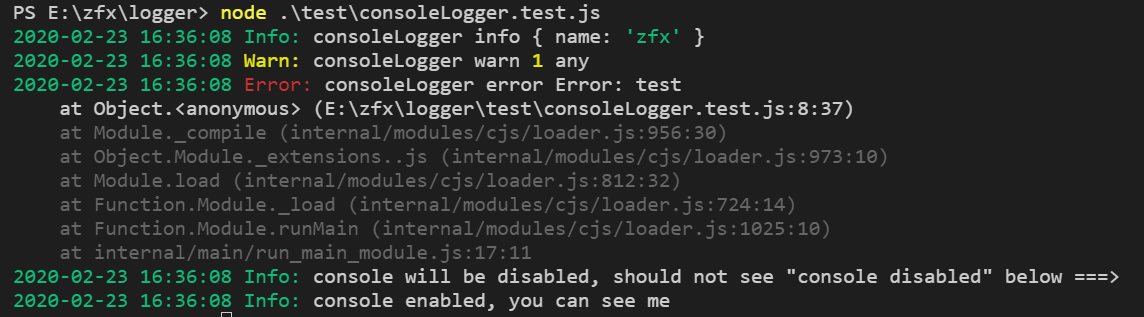 PS E:\zfx\logger> node .\test\consoleLogger.test.js
2020-02-23 16:36:08 Info: consoleLogger info { name: 'zfx' }
2020-02-23 16:36:08 Warn: consoleLogger warn 1 any
2020-02-23 16:36:08 Error: consoleLogger error Error: test
    at Object.<anonymous> (E:\zfx\logger\test\consoleLogger.test.js:8:37)
    at Module._compile (internal/modules/cjs/loader.js:956:30)
    at Object.Module._extensions..js (internal/modules/cjs/loader.js:973:10)
    at Module.load (internal/modules/cjs/loader.js:812:32)
    at Function.Module._load (internal/modules/cjs/loader.js:724:14)
    at Function.Module.runMain (internal/modules/cjs/loader.js:1025:10)
    at internal/main/run_main_module.js:17:11
2020-02-23 16:36:08 Info: console will be disabled, should not see "console disabled" below ===>
2020-02-23 16:36:08 Info: console enabled, you can see me